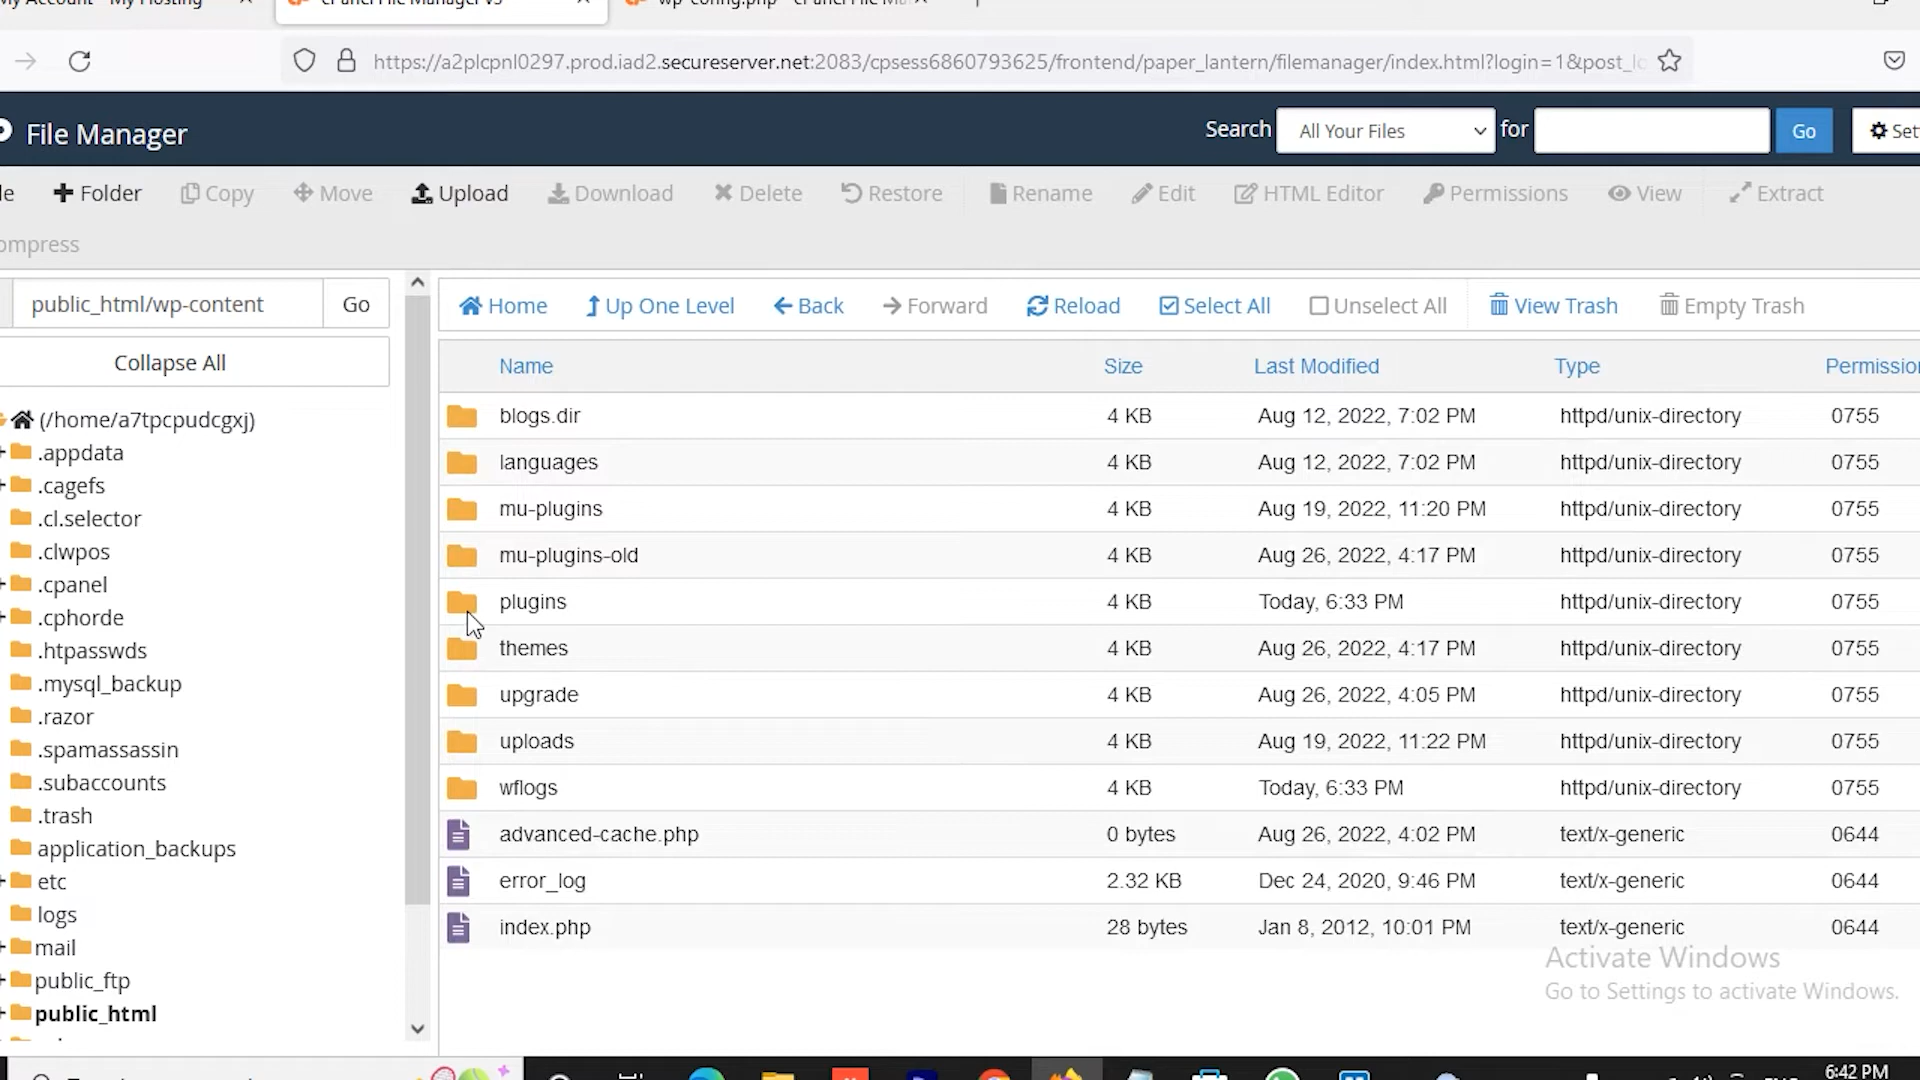 https://a2plcpnl0297.prod.iad2.secureserver.net:2083/cpsess6860793625/frontend/paper_lantern/filemanager/index.html?login=1&post_lo
File Manager
Search All Your Files for Go
Folder Copy Move Upload Download Delete Restore Rename Edit HTML Editor Permissions View Extract
ompress
public_html/wp-content Go
Home Up One Level Back Forward Reload Select All Unselect All View Trash Empty Trash
Collapse All
(/home/a7tpcpudcgxj)
.appdata
.cagefs
.cl.selector
.clwpos
.cpanel
.cphorde
.htpasswds
.mysql_backup
.razor
.spamassassin
.subaccounts
.trash
application_backups
etc
logs
mail
public_ftp
public_html
Name Size Last Modified Type Permission
blogs.dir 4 KB Aug 12, 2022, 7:02 PM httpd/unix-directory 0755
languages 4 KB Aug 12, 2022, 7:02 PM httpd/unix-directory 0755
mu-plugins 4 KB Aug 19, 2022, 11:20 PM httpd/unix-directory 0755
mu-plugins-old 4 KB Aug 26, 2022, 4:17 PM httpd/unix-directory 0755
plugins 4 KB Today, 6:33 PM httpd/unix-directory 0755
themes 4 KB Aug 26, 2022, 4:17 PM httpd/unix-directory 0755
upgrade 4 KB Aug 26, 2022, 4:05 PM httpd/unix-directory 0755
uploads 4 KB Aug 19, 2022, 11:22 PM httpd/unix-directory 0755
wflogs 4 KB Today, 6:33 PM httpd/unix-directory 0755
advanced-cache.php 0 bytes Aug 26, 2022, 4:02 PM text/x-generic 0644
error_log 2.32 KB Dec 24, 2020, 9:46 PM text/x-generic 0644
index.php 28 bytes Jan 8, 2012, 10:01 PM text/x-generic 0644
Activate Windows
Go to Settings to activate Windows.
6:42 PM